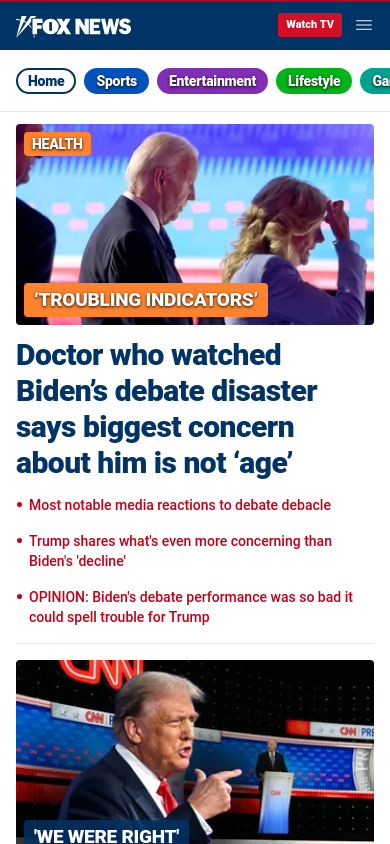 FOX NEWS
Watch TV
Home
Sports
Entertainment
Lifestyle
HEALTH
‘TROUBLING INDICATORS’
Doctor who watched
Biden’s debate disaster
says biggest concern
about him is not ‘age’
Most notable media reactions to debate debacle
Trump shares what's even more concerning than
Biden's 'decline'
OPINION: Biden's debate performance was so bad it
could spell trouble for Trump
CNN
CNN
CNN
'WE WERE RIGHT'